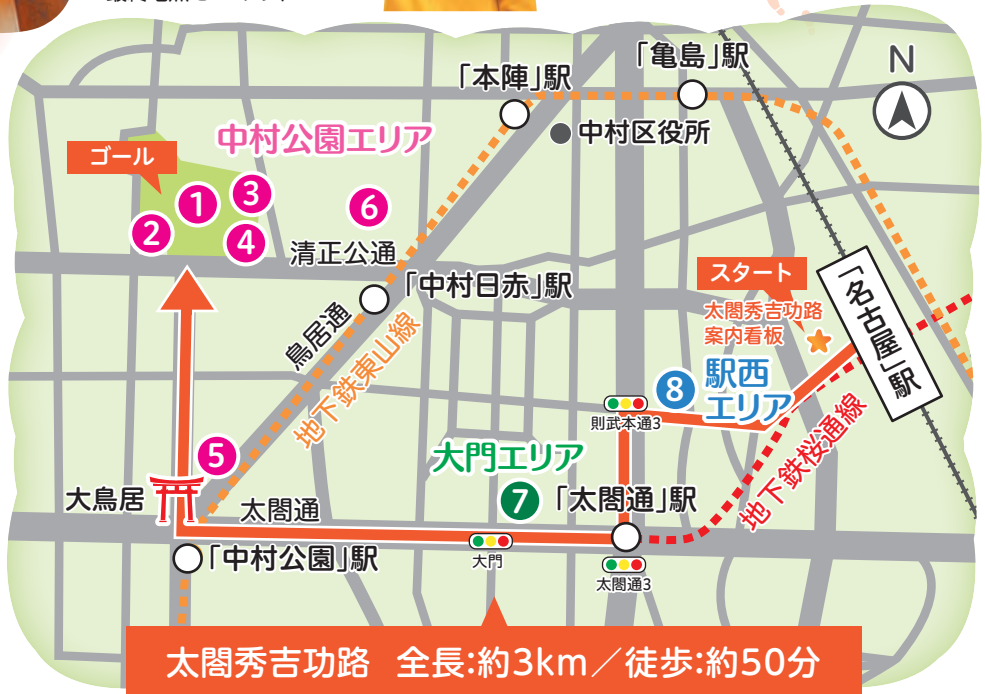 「亀島」駅
「本陣」駅
N
中村区役所
中村公園エリア
ゴール
1
2
3
4
6
清正公通
「中村日赤」駅
鳥居通
地下鉄東山線
スタート
太閤秀吉功路
案内看板
「名古屋」駅
8
駅西
エリア
則武本通3
地下鉄桜通線
5
大門エリア
7
「太閤通」駅
大鳥居
太閤通
「中村公園」駅
大門
太閤通3
太閤秀吉功路 全長:約3km/徒歩:約50分